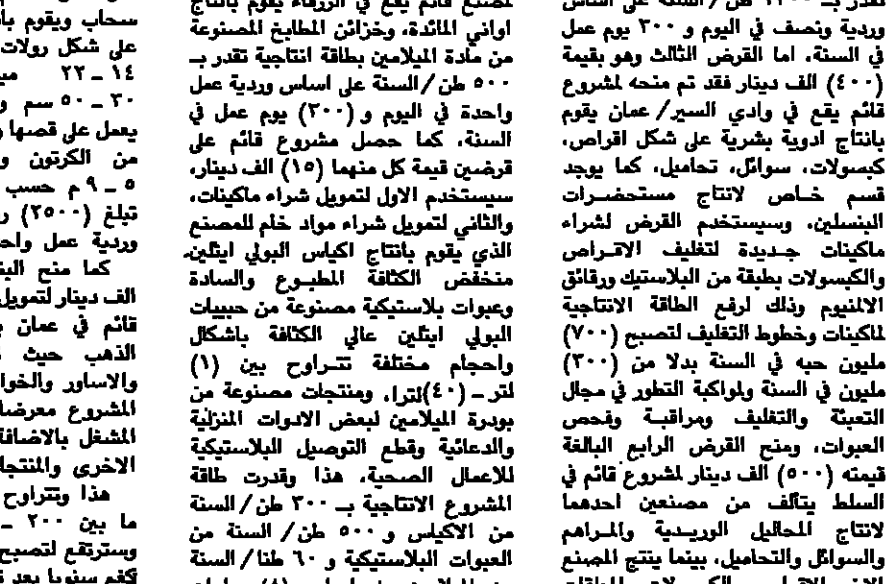 تقدر بـ ٢٢٠٠ طن / السنة على اساس
وردية ونصف في اليوم و ٣٠٠ يوم عمل
في السنة، اما القرض الثالث وهو بقيمة
(٤٠٠) الف دينار فقد تم منحه لمشروع
قائم يقع في وادي السير/ عمان يقوم
بانتاج ادوية بشرية على شكل اقراص،
كبسولات، سوائل، تحاميل، كما يوجد
قسم خاص لانتاج مستحضرات
البنسلين، وسيستخدم القرض لشراء
ماكينات جديدة لتغليف الاقراص
والكبسولات بطبقة من البلاستيك ورقائق
الالمنيوم وذلك لرفع الطاقة الانتاجية
لماكينات وخطوط التغليف لتصبح (٧٠٠)
مليون حبه في السنة بدلا من (٣٠٠)
مليون في السنة ولمواكبة التطور في مجال
التعبئة والتغليف ومراقبة وفحص
العبوات، ومنح القرض الرابع البالغة
قيمته (٥٠٠) الف دينار لمشروع قائم في
السلط يتألف من مصنعين احدهما
لانتاج المحاليل الوريدية والمراهم
والسوائل والتحاميل، بينما ينتج المصنع
لمصنع قائم يقع في الزرقاء يقوم بانتاج
اواني المائدة، وخزائن المطابخ المصنوعة
من مادة الميلامين بطاقة انتاجية تقدر بـ
٥٠٠ طن / السنة على اساس وردية عمل
واحدة في اليوم و (٣٠٠) يوم عمل في
السنة، كما حصل مشروع قائم على
قرضين قيمة كل منهما (١٥) الف دينار،
سيستخدم الاول لتمويل شراء ماكينات،
والثاني لتمويل شراء مواد خام للمصنع
الذي يقوم بانتاج اكياس البولي ايثلين
منخفض الكثافة المطبوع والسادة
وعبوات بلاستيكية مصنوعة من حبيبات
البولي ايثلين عالي الكثافة باشكال
واحجام مختلفة تتراوح بين (١)
لتر – (٤٠)لترا، ومنتجات مصنوعة من
بودرة الميلامين لبعض الادوات المنزلية
والدعائية وقطع التوصيل البلاستيكية
للاعمال الصحية، هذا وقدرت طاقة
المشروع الانتاجية بـ ٣٠٠ طن / السنة
من الاكياس و ٥٠٠ طن/ السنة من
العبوات البلاستيكية و ٦٠ طنا / السنة
سحاب ويقوم
على شكل رولات
١٤ – ٢٢
٣٠ – ٥٠ سم
يعمل على قصها
من الكرتون
٥ – ٩ م حسب
تبلغ (٢٥٠٠)
وردية عمل
كما منح
الف دينار لتمويل
قائم في عمان
الذهب حيث
والاساور
المشروع
المشغل بالاضافة
الاخرى
هذا وتتراوح
ما بين ٢٠٠ –
وسترتفع لتصبح
كغم سنويا بعد